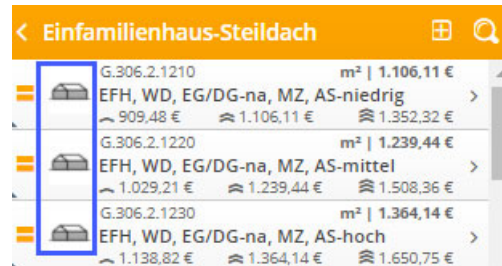 Einfamilienhaus-Steildach
G.306.2.1210 m² | 1.106,11 €
EFH, WD, EG/DG-na, MZ, AS-niedrig
909,48 € 1.106,11 € 1.352,32 €
G.306.2.1220 m² | 1.239,44 €
EFH, WD, EG/DG-na, MZ, AS-mittel
1.029,21 € 1.239,44 € 1.508,36 €
G.306.2.1230 m² | 1.364,14 €
EFH, WD, EG/DG-na, MZ, AS-hoch
1.138,82 € 1.364,14 € 1.650,75 €